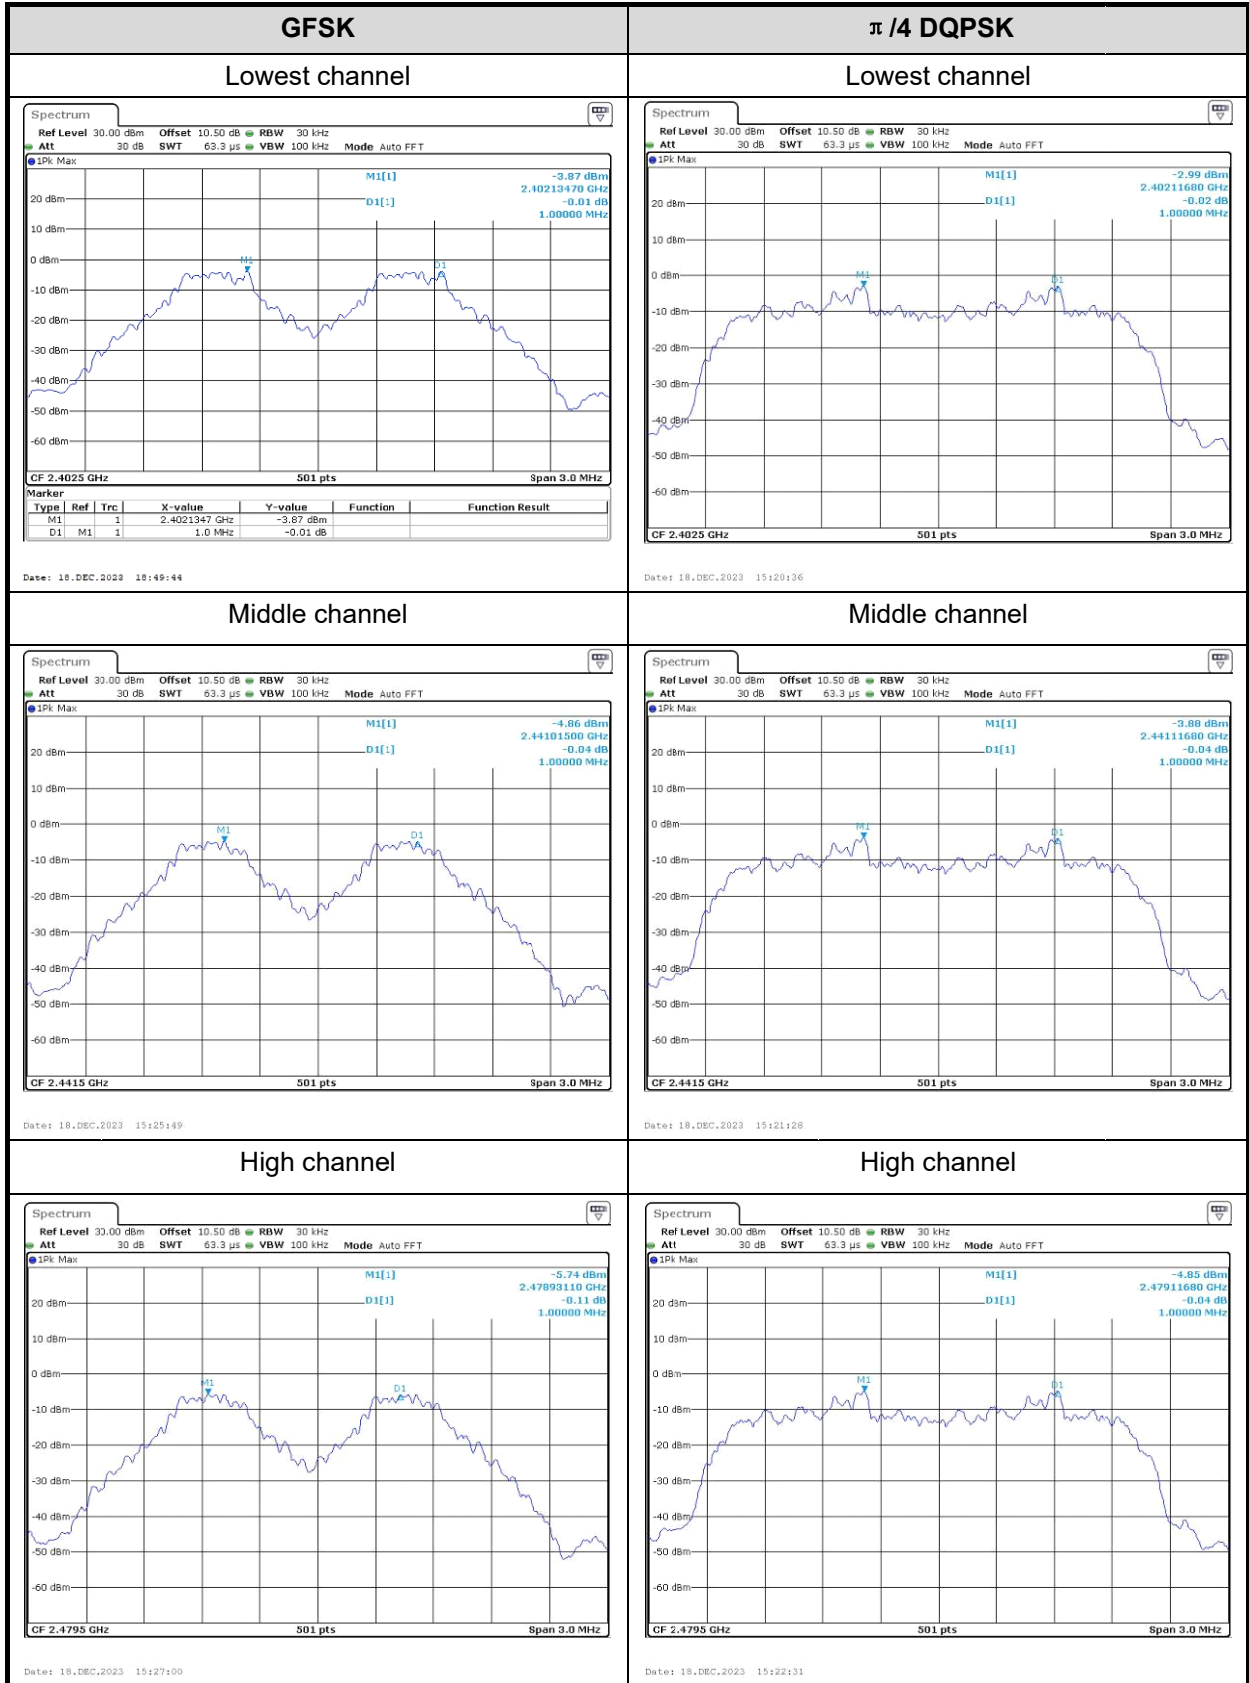 GFSK
π /4 DQPSK
Lowest channel
Lowest channel
Spectrum
Ref Level 30.00 dBm Offset 10.50 dB RBW 30 kHz
Att 30 dB SWT 63.3 µs VBW 100 kHz Mode Auto FFT
1Pk Max
M1[1] -3.87 dBm
2.40213470 GHz
D1[1] -0.01 dB
1.00000 MHz
20 dBm
10 dBm
0 dBm
M1
D1
-10 dBm
-20 dBm
-30 dBm
-40 dBm
-50 dBm
-60 dBm
CF 2.4025 GHz 501 pts Span 3.0 MHz
Marker
Type Ref Trc X-value Y-value Function Function Result
M1 1 2.4021347 GHz -3.87 dBm
D1 M1 1 1.0 MHz -0.01 dB
Date: 18.DEC.2023 18:49:44
Spectrum
Ref Level 30.00 dBm Offset 10.50 dB RBW 30 kHz
Att 30 dB SWT 63.3 µs VBW 100 kHz Mode Auto FFT
1Pk Max
M1[1] -2.99 dBm
2.40211680 GHz
D1[1] -0.02 dB
1.00000 MHz
20 dBm
10 dBm
0 dBm
M1
D1
-10 dBm
-20 dBm
-30 dBm
-40 dBm
-50 dBm
-60 dBm
CF 2.4025 GHz 501 pts Span 3.0 MHz
Date: 18.DEC.2023 15:20:36
Middle channel
Middle channel
Spectrum
Ref Level 30.00 dBm Offset 10.50 dB RBW 30 kHz
Att 30 dB SWT 63.3 µs VBW 100 kHz Mode Auto FFT
1Pk Max
M1[1] -4.86 dBm
2.44101500 GHz
D1[1] -0.04 dB
1.00000 MHz
20 dBm
10 dBm
0 dBm
M1
D1
-10 dBm
-20 dBm
-30 dBm
-40 dBm
-50 dBm
-60 dBm
CF 2.4415 GHz 501 pts Span 3.0 MHz
Date: 18.DEC.2023 15:25:49
Spectrum
Ref Level 30.00 dBm Offset 10.50 dB RBW 30 kHz
Att 30 dB SWT 63.3 µs VBW 100 kHz Mode Auto FFT
1Pk Max
M1[1] -3.88 dBm
2.44111680 GHz
D1[1] -0.04 dB
1.00000 MHz
20 dBm
10 dBm
0 dBm
M1
D1
-10 dBm
-20 dBm
-30 dBm
-40 dBm
-50 dBm
-60 dBm
CF 2.4415 GHz 501 pts Span 3.0 MHz
Date: 18.DEC.2023 15:21:28
High channel
High channel
Spectrum
Ref Level 30.00 dBm Offset 10.50 dB RBW 30 kHz
Att 30 dB SWT 63.3 µs VBW 100 kHz Mode Auto FFT
1Pk Max
M1[1] -5.74 dBm
2.47893110 GHz
D1[1] -0.11 dB
1.00000 MHz
20 dBm
10 dBm
0 dBm
M1
D1
-10 dBm
-20 dBm
-30 dBm
-40 dBm
-50 dBm
-60 dBm
CF 2.4795 GHz 501 pts Span 3.0 MHz
Date: 18.DEC.2023 15:27:00
Spectrum
Ref Level 30.00 dBm Offset 10.50 dB RBW 30 kHz
Att 30 dB SWT 63.3 µs VBW 100 kHz Mode Auto FFT
1Pk Max
M1[1] -4.85 dBm
2.47911680 GHz
D1[1] -0.04 dB
1.00000 MHz
20 dBm
10 dBm
0 dBm
M1
D1
-10 dBm
-20 dBm
-30 dBm
-40 dBm
-50 dBm
-60 dBm
CF 2.4795 GHz 501 pts Span 3.0 MHz
Date: 18.DEC.2023 15:22:31